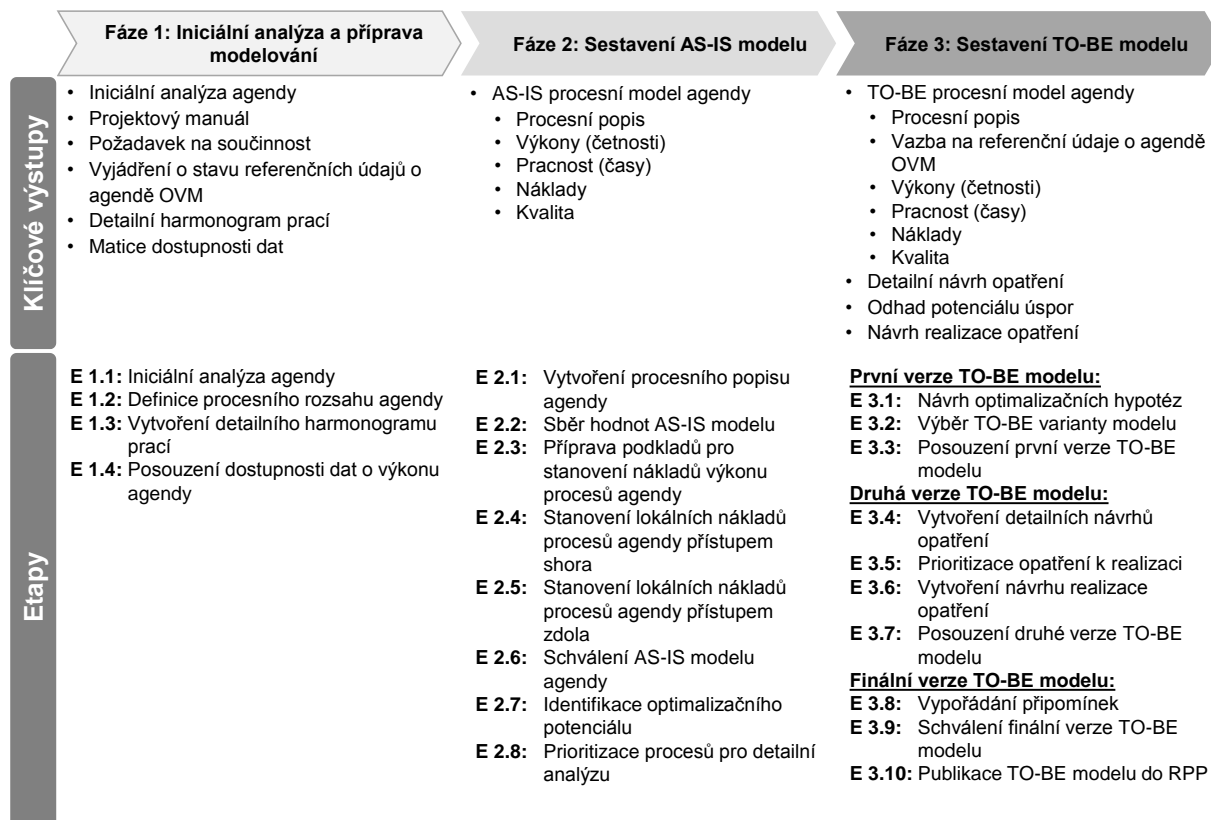 Fáze 1: Iniciální analýza a příprava
modelování
Fáze 2: Sestavení AS-IS modelu
Fáze 3: Sestavení TO-BE modelu
Klíčové výstupy
• Iniciální analýza agendy
• Projektový manuál
• Požadavek na součinnost
• Vyjádření o stavu referenčních údajů o
agendě OVM
• Detailní harmonogram prací
• Matice dostupnosti dat
• AS-IS procesní model agendy
• Procesní popis
• Výkony (četnosti)
• Pracnost (časy)
• Náklady
• Kvalita
• TO-BE procesní model agendy
• Procesní popis
• Vazba na referenční údaje o agendě
OVM
• Výkony (četnosti)
• Pracnost (časy)
• Náklady
• Kvalita
• Detailní návrh opatření
• Odhad potenciálu úspor
• Návrh realizace opatření
Etapy
E 1.1: Iniciální analýza agendy
E 1.2: Definice procesního rozsahu agendy
E 1.3: Vytvoření detailního harmonogramu
prací
E 1.4: Posouzení dostupnosti dat o výkonu
agendy
E 2.1: Vytvoření procesního popisu
agendy
E 2.2: Sběr hodnot AS-IS modelu
E 2.3: Příprava podkladů pro
stanovení nákladů výkonu
procesů agendy
E 2.4: Stanovení lokálních nákladů
procesů agendy přístupem
shora
E 2.5: Stanovení lokálních nákladů
procesů agendy přístupem
zdola
E 2.6: Schválení AS-IS modelu
agendy
E 2.7: Identifikace optimalizačního
potenciálu
E 2.8: Prioritizace procesů pro detailní
analýzu
První verze TO-BE modelu:
E 3.1: Návrh optimalizačních hypotéz
E 3.2: Výběr TO-BE varianty modelu
E 3.3: Posouzení první verze TO-BE
modelu
Druhá verze TO-BE modelu:
E 3.4: Vytvoření detailních návrhů
opatření
E 3.5: Prioritizace opatření k realizaci
E 3.6: Vytvoření návrhu realizace
opatření
E 3.7: Posouzení druhé verze TO-BE
modelu
Finální verze TO-BE modelu:
E 3.8: Vypořádání připomínek
E 3.9: Schválení finální verze TO-BE
modelu
E 3.10: Publikace TO-BE modelu do RPP